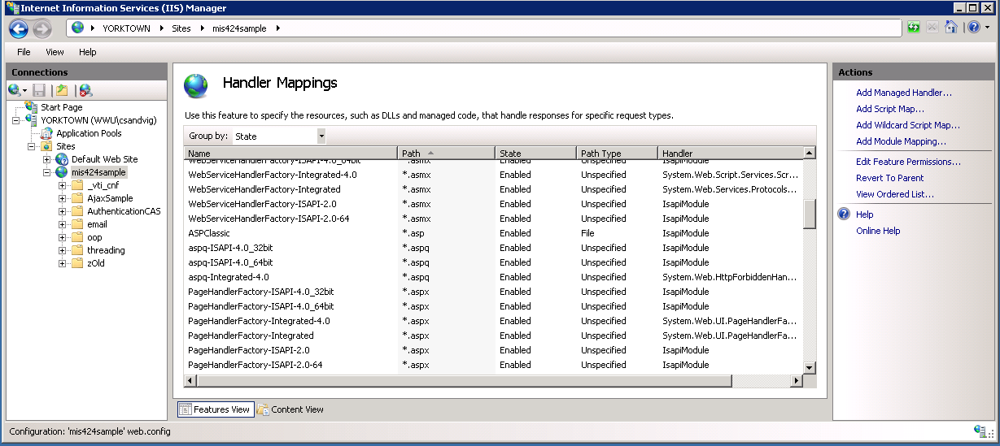 Internet Information Services (IIS) Manager
YORKTOWN Sites mis424sample
File View Help
Connections
Start Page
YORKTOWN (WWU\csandvig)
Application Pools
Sites
Default Web Site
mis424sample
_vti_cnf
AjaxSample
AuthenticationCAS
email
oop
threading
zOld
Handler Mappings
Use this feature to specify the resources, such as DLLs and managed code, that handle responses for specific request types.
Group by: State
Name Path State Path Type Handler
WebServiceHandlerFactory-ISAPI-4.0_64bit *.asmx Enabled Unspecified IsapiModule
WebServiceHandlerFactory-Integrated-4.0 *.asmx Enabled Unspecified System.Web.Script.Services.Scr...
WebServiceHandlerFactory-Integrated *.asmx Enabled Unspecified System.Web.Services.Protocols...
WebServiceHandlerFactory-ISAPI-2.0 *.asmx Enabled Unspecified IsapiModule
WebServiceHandlerFactory-ISAPI-2.0-64 *.asmx Enabled Unspecified IsapiModule
ASPClassic *.asp Enabled File IsapiModule
aspq-ISAPI-4.0_32bit *.aspq Enabled Unspecified IsapiModule
aspq-ISAPI-4.0_64bit *.aspq Enabled Unspecified IsapiModule
aspq-Integrated-4.0 *.aspq Enabled Unspecified System.Web.HttpForbiddenHan...
PageHandlerFactory-ISAPI-4.0_32bit *.aspx Enabled Unspecified IsapiModule
PageHandlerFactory-ISAPI-4.0_64bit *.aspx Enabled Unspecified IsapiModule
PageHandlerFactory-Integrated-4.0 *.aspx Enabled Unspecified System.Web.UI.PageHandlerFa...
PageHandlerFactory-Integrated *.aspx Enabled Unspecified System.Web.UI.PageHandlerFa...
PageHandlerFactory-ISAPI-2.0 *.aspx Enabled Unspecified IsapiModule
PageHandlerFactory-ISAPI-2.0-64 *.aspx Enabled Unspecified IsapiModule
Features View Content View
Actions
Add Managed Handler...
Add Script Map...
Add Wildcard Script Map...
Add Module Mapping...
Edit Feature Permissions...
Revert To Parent
View Ordered List...
Help
Online Help
Configuration: 'mis424sample' web.config